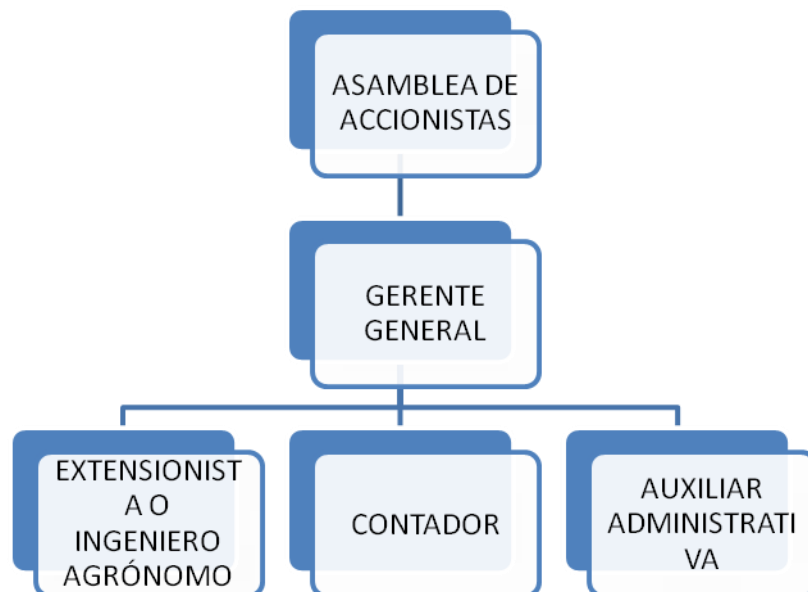 ASAMBLEA DE
ACCIONISTAS
GERENTE
GENERAL
EXTENSIONIST
A O
INGENIERO
AGRÓNOMO
CONTADOR
AUXILIAR
ADMINISTRATI
VA